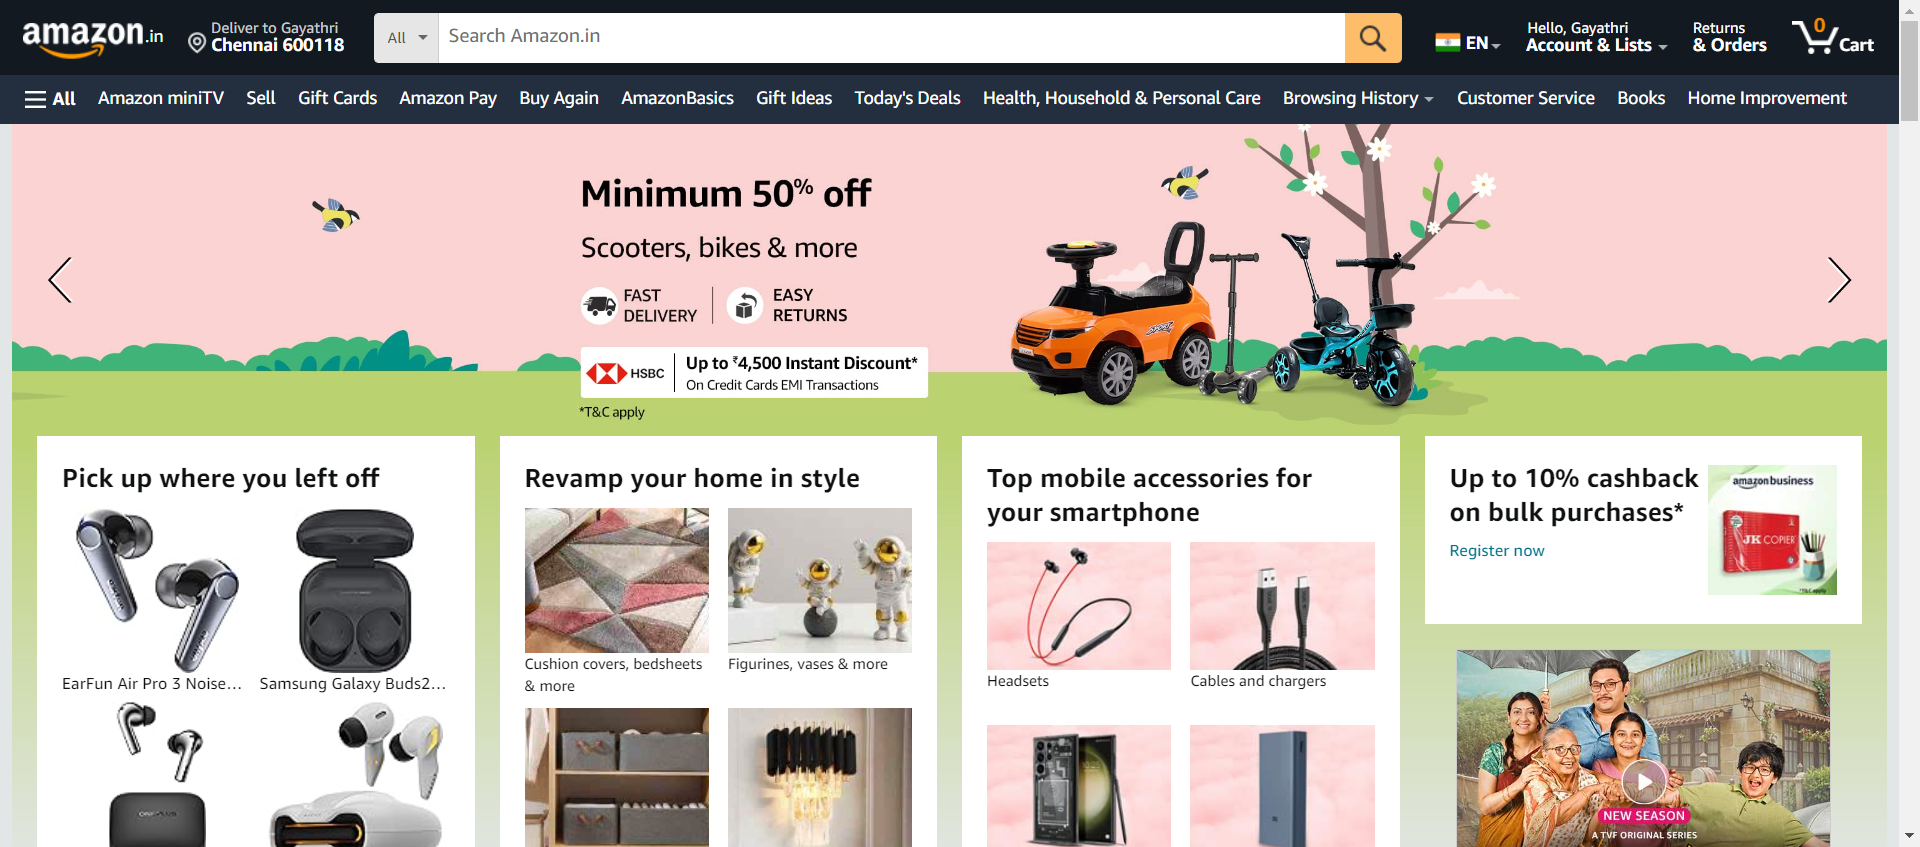 amazon.in
Deliver to Gayathri
Chennai 600118
All
Search Amazon.in
EN
Hello, Gayathri
Account & Lists
Returns
& Orders
0
Cart
All
Amazon miniTV
Sell
Gift Cards
Amazon Pay
Buy Again
AmazonBasics
Gift Ideas
Today's Deals
Health, Household & Personal Care
Browsing History
Customer Service
Books
Home Improvement
Minimum 50% off
Scooters, bikes & more
FAST
DELIVERY
EASY
RETURNS
HSBC
Up to ₹4,500 Instant Discount*
On Credit Cards EMI Transactions
*T&C apply
Pick up where you left off
EarFun Air Pro 3 Noise...
Samsung Galaxy Buds2...
Revamp your home in style
Cushion covers, bedsheets
& more
Figurines, vases & more
Top mobile accessories for
your smartphone
Headsets
Cables and chargers
Up to 10% cashback
on bulk purchases*
Register now
amazon business
JK COPIER
*T&C apply
NEW SEASON
A TVF ORIGINAL SERIES